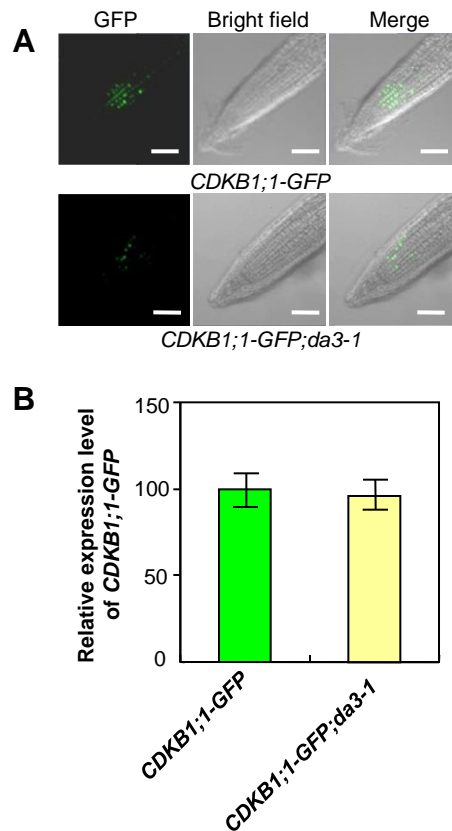 A
GFP Bright field Merge
CDKB1;1-GFP
CDKB1;1-GFP;da3-1
B
Relative expression level
of CDKB1;1-GFP
150
100
50
0
CDKB1;1-GFP
CDKB1;1-GFP;da3-1